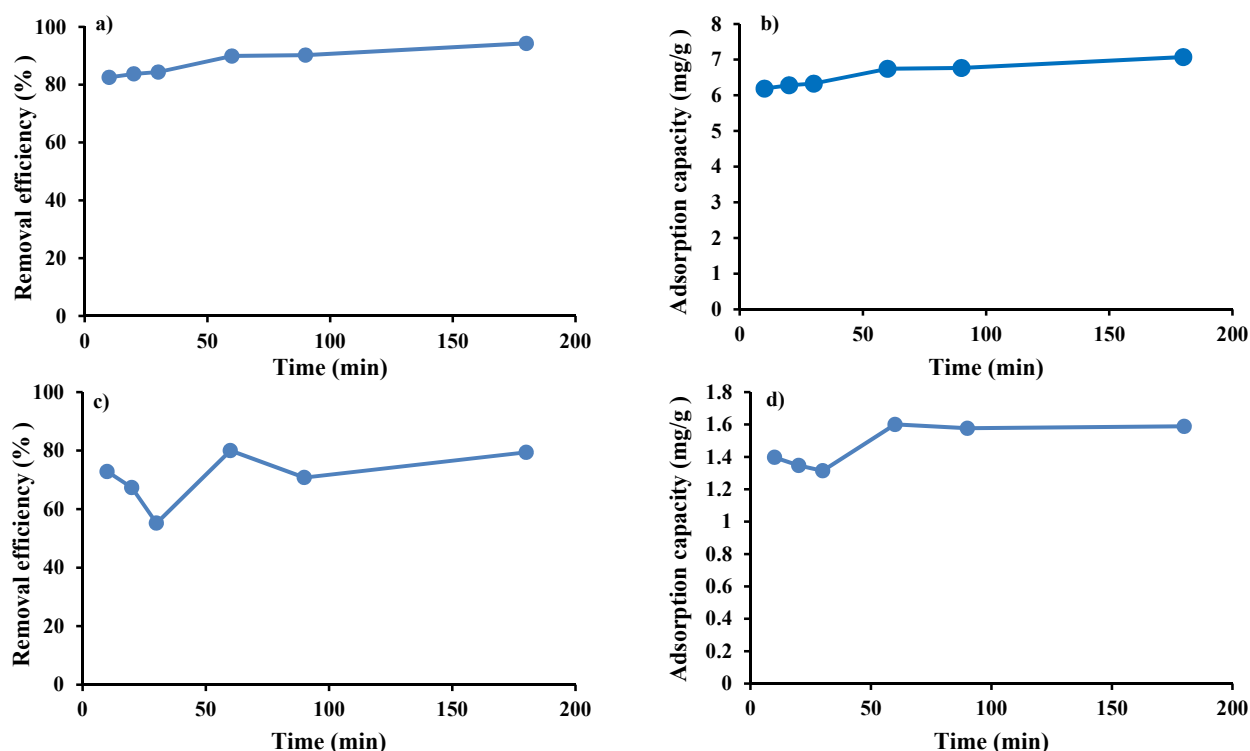 a)
Removal efficiency (% )
100
80
60
40
20
0
0 50 100 150 200
Time (min)
b)
Adsorption capacity (mg/g )
8
7
6
5
4
3
2
1
0
0 50 100 150 200
Time (min)
c)
Removal efficiency (% )
100
80
60
40
20
0
0 50 100 150 200
Time (min)
d)
Adsorption capacity (mg/g )
1.8
1.6
1.4
1.2
1
0.8
0.6
0.4
0.2
0
0 50 100 150 200
Time (min)